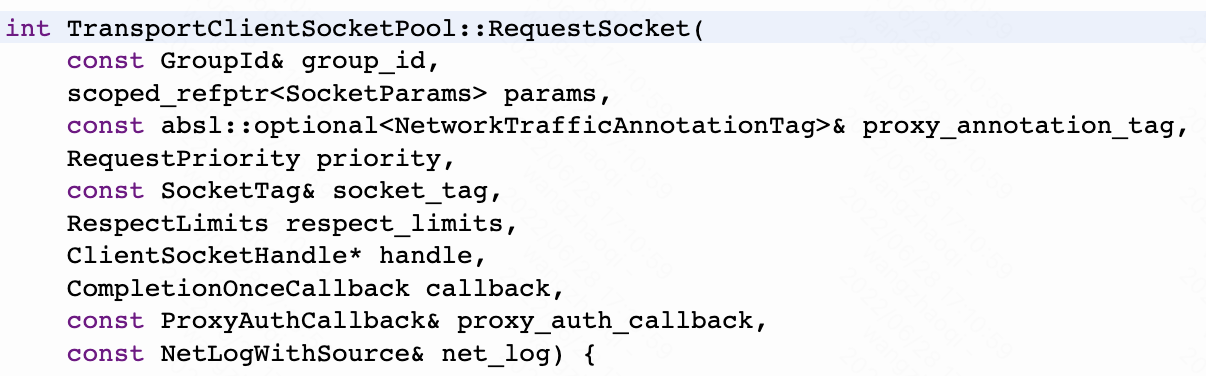 int TransportClientSocketPool::RequestSocket(
const GroupId& group_id,
scoped_refptr<SocketParams> params,
const absl::optional<NetworkTrafficAnnotationTag>& proxy_annotation_tag,
RequestPriority priority,
const SocketTag& socket_tag,
RespectLimits respect_limits,
ClientSocketHandle* handle,
CompletionOnceCallback callback,
const ProxyAuthCallback& proxy_auth_callback,
const NetLogWithSource& net_log) {